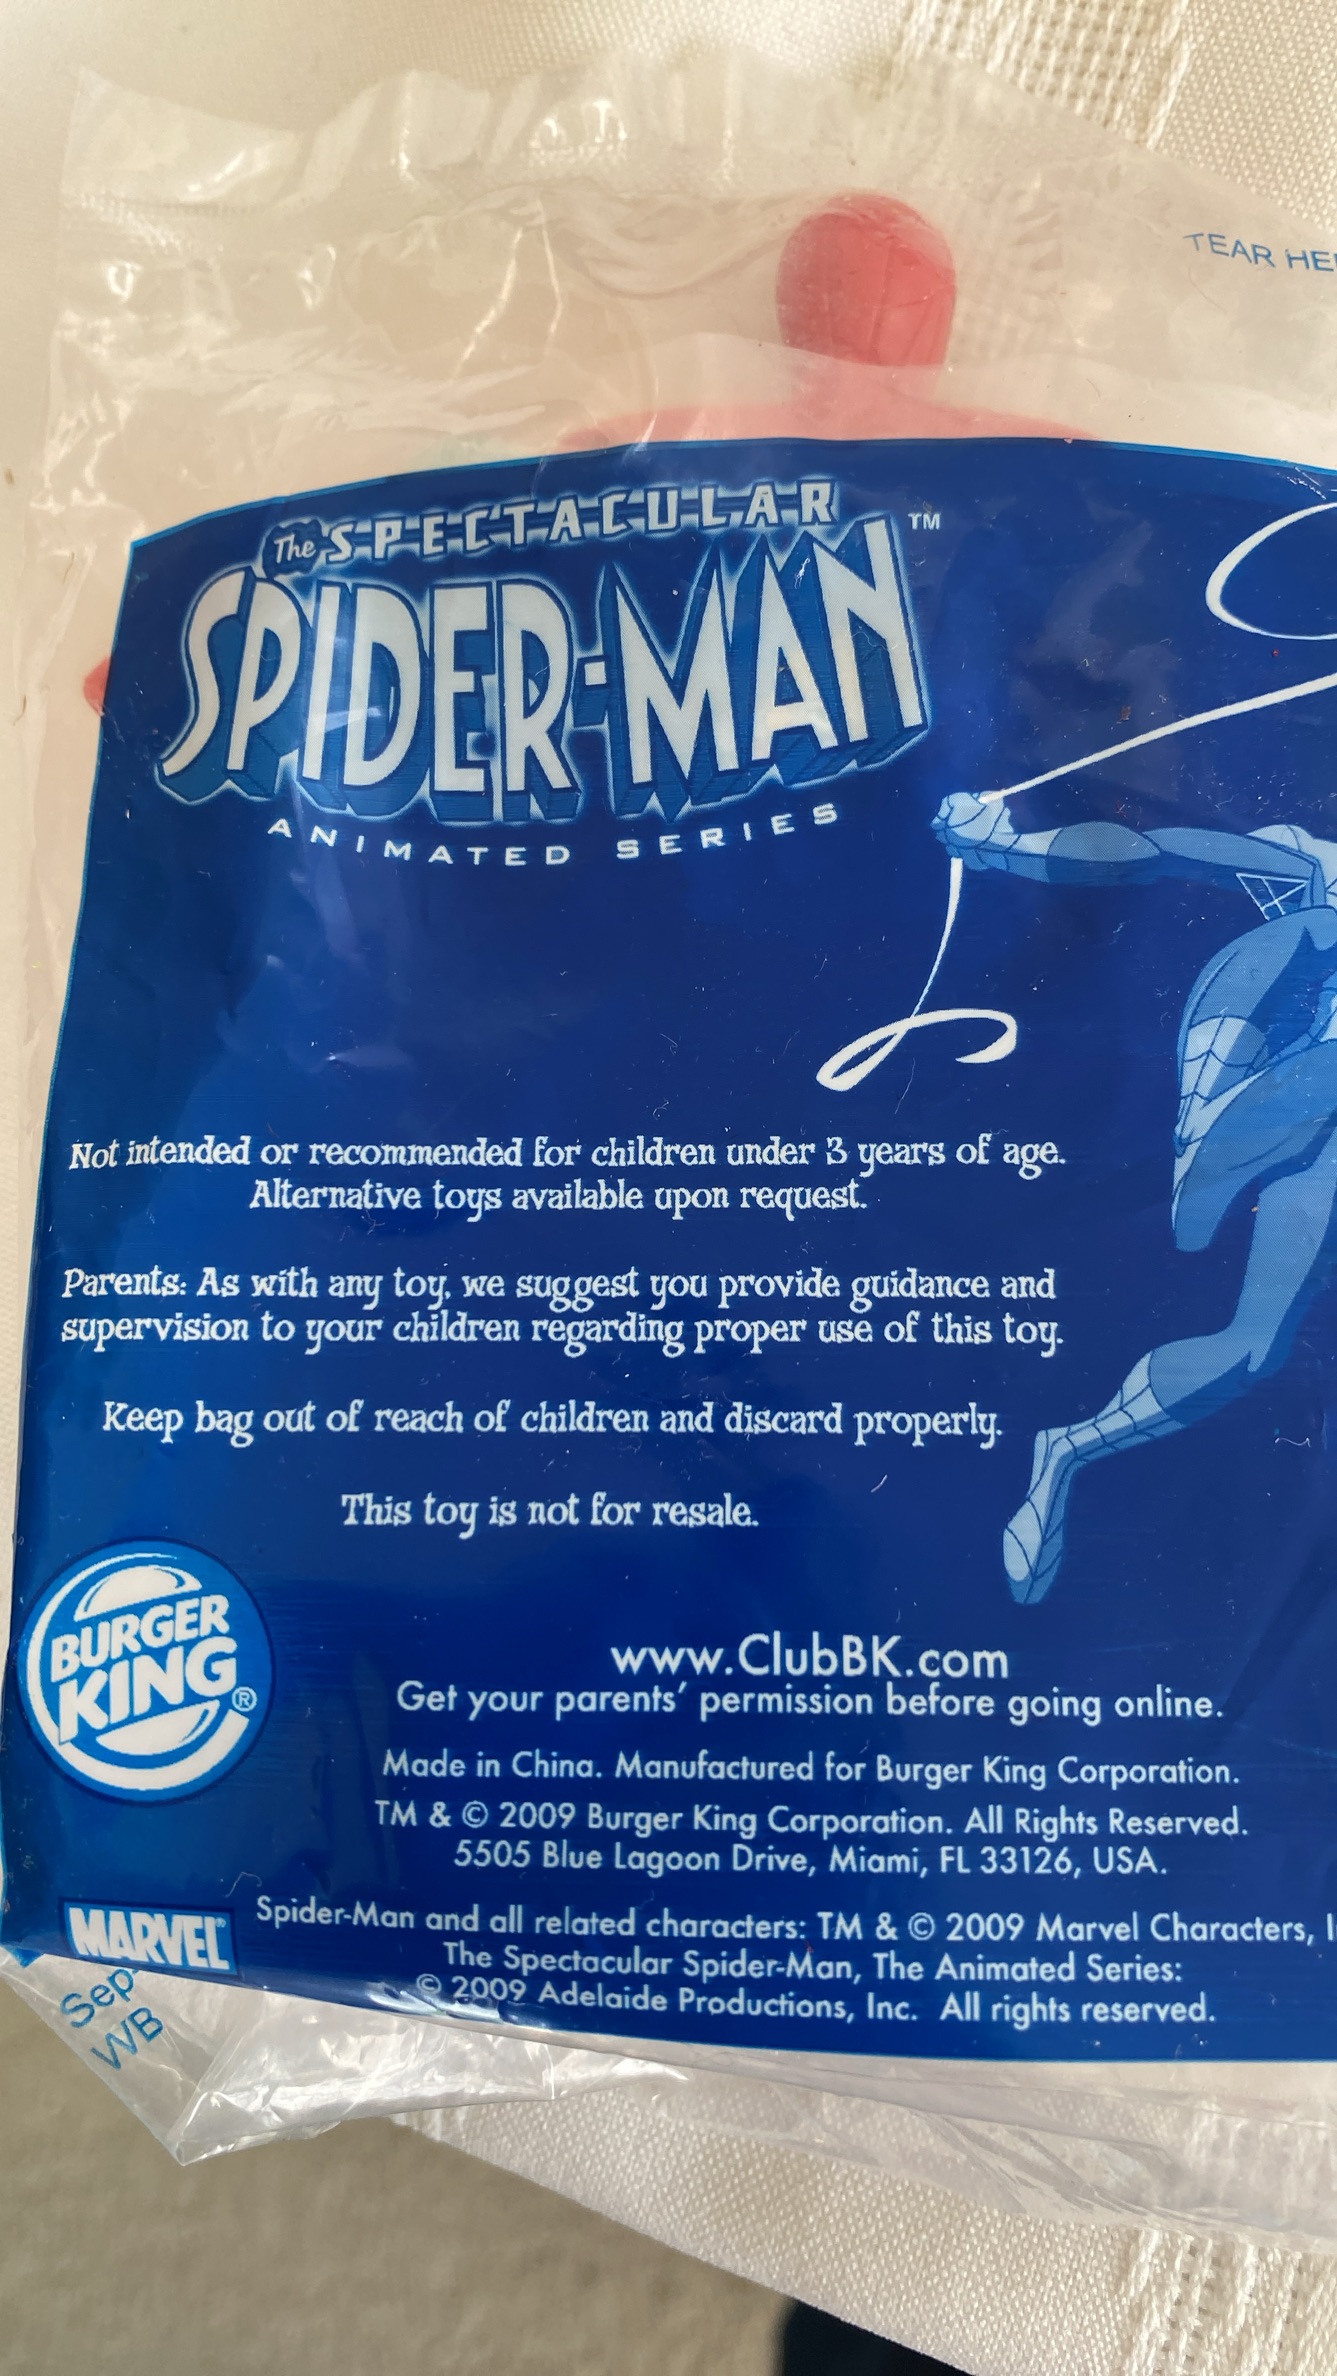 TEAR HE
The SPECTACULAR
SPIDER-MAN™
ANIMATED SERIES
Not intended or recommended for children under 3 years of age.
Alternative toys available upon request.
Parents: As with any toy, we suggest you provide guidance and
supervision to your children regarding proper use of this toy.
Keep bag out of reach of children and discard properly.
This toy is not for resale.
BURGER
KING®
www.ClubBK.com
Get your parents' permission before going online.
Made in China. Manufactured for Burger King Corporation.
TM & © 2009 Burger King Corporation. All Rights Reserved.
5505 Blue Lagoon Drive, Miami, FL 33126, USA.
MARVEL
Spider-Man and all related characters: TM & © 2009 Marvel Characters,
The Spectacular Spider-Man, The Animated Series:
© 2009 Adelaide Productions, Inc. All rights reserved.
Sep-
WB